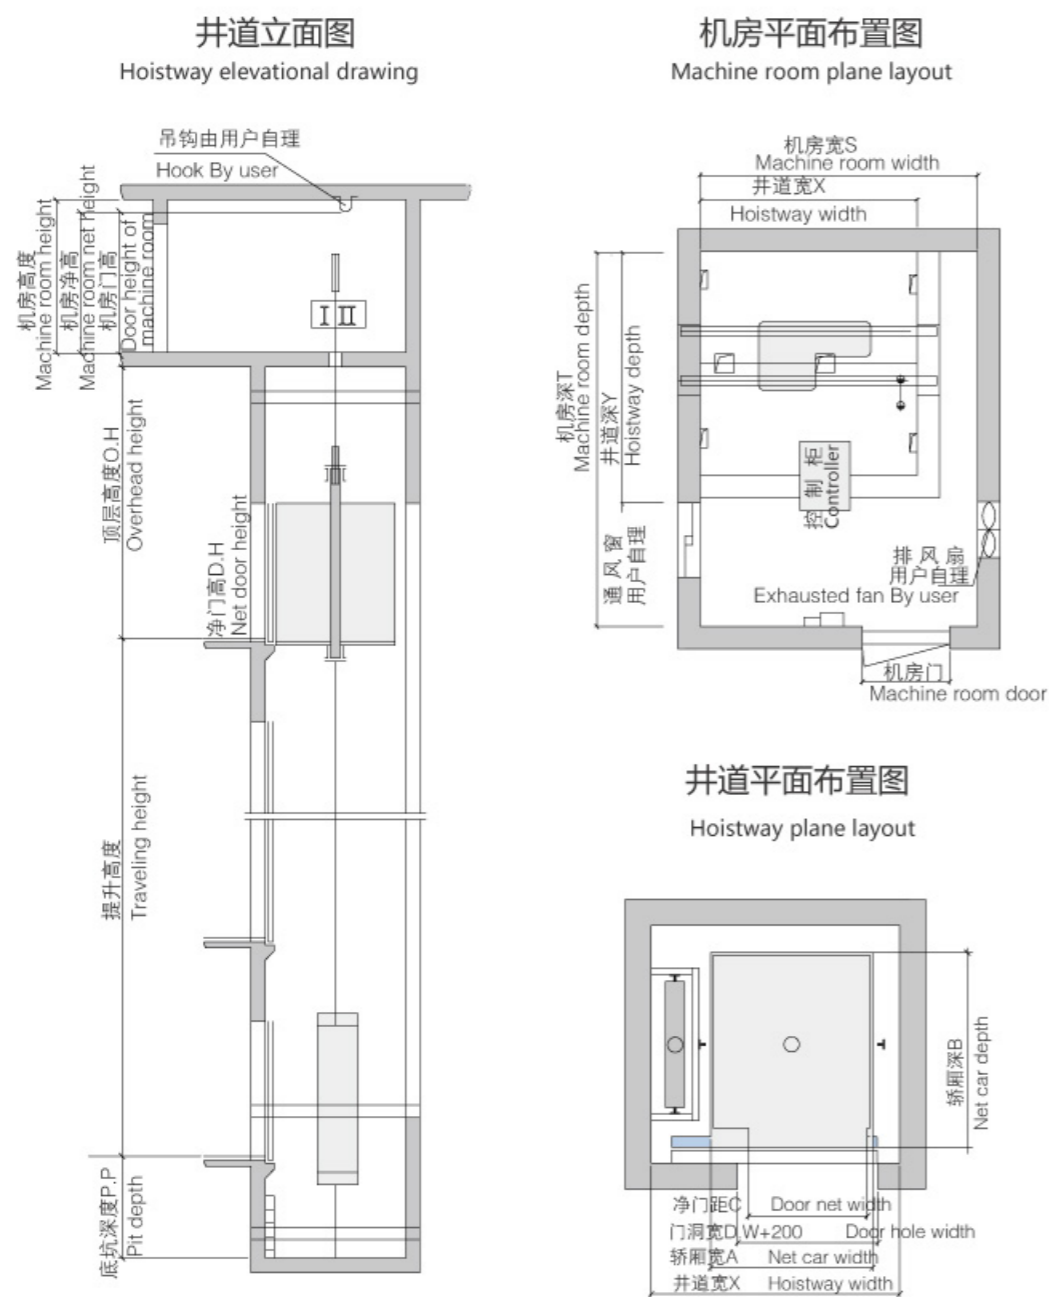 井道立面图
Hoistway elevational drawing
吊钩由用户自理
Hook By user
机房高度
Machine room height
机房净高
Machine room net height
机房门高
Door height of
machine room
顶层高度O.H
Overhead height
净门高D.H
Net door height
提升高度
Traveling height
底坑深度P.P
Pit depth
机房平面布置图
Machine room plane layout
机房宽S
Machine room width
井道宽X
Hoistway width
机房深T
Machine room depth
井道深Y
Hoistway depth
控制柜
Controller
通风窗
用户自理
排风扇
用户自理
Exhausted fan By user
机房门
Machine room door
井道平面布置图
Hoistway plane layout
轿厢深B
Net car depth
净门距C Door net width
门洞宽D.W+200 Door hole width
轿厢宽A Net car width
井道宽X Hoistway width